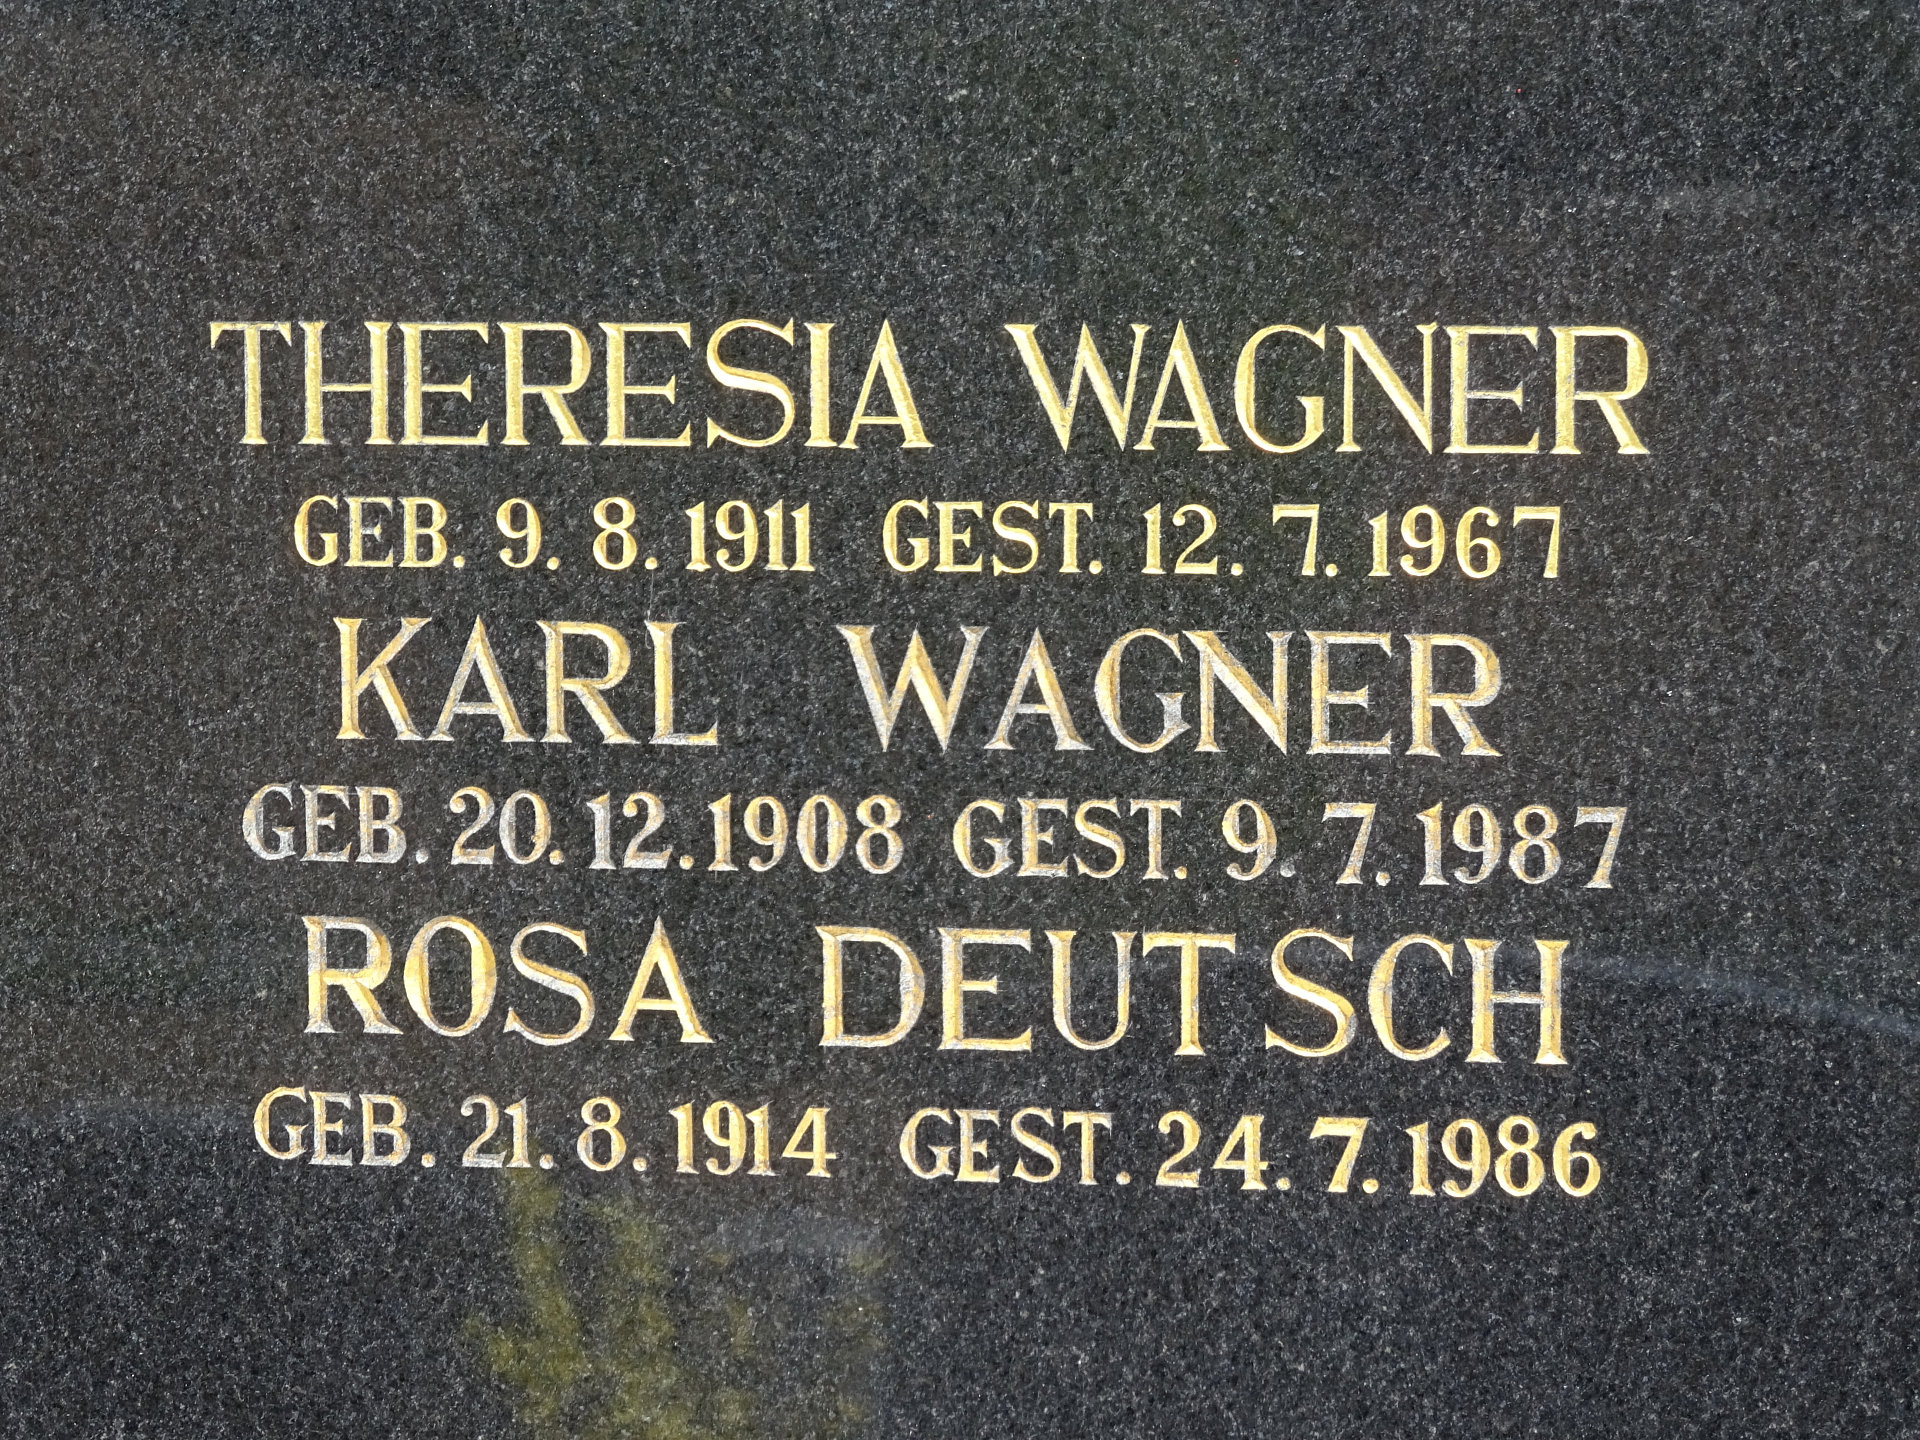 THERESIA WAGNER
GEB. 9. 8. 1911 GEST. 12. 7. 1967
KARL WAGNER
GEB. 20. 12. 1908 GEST. 9. 7. 1987
ROSA DEUTSCH
GEB. 21. 8. 1914 GEST. 24. 7. 1986